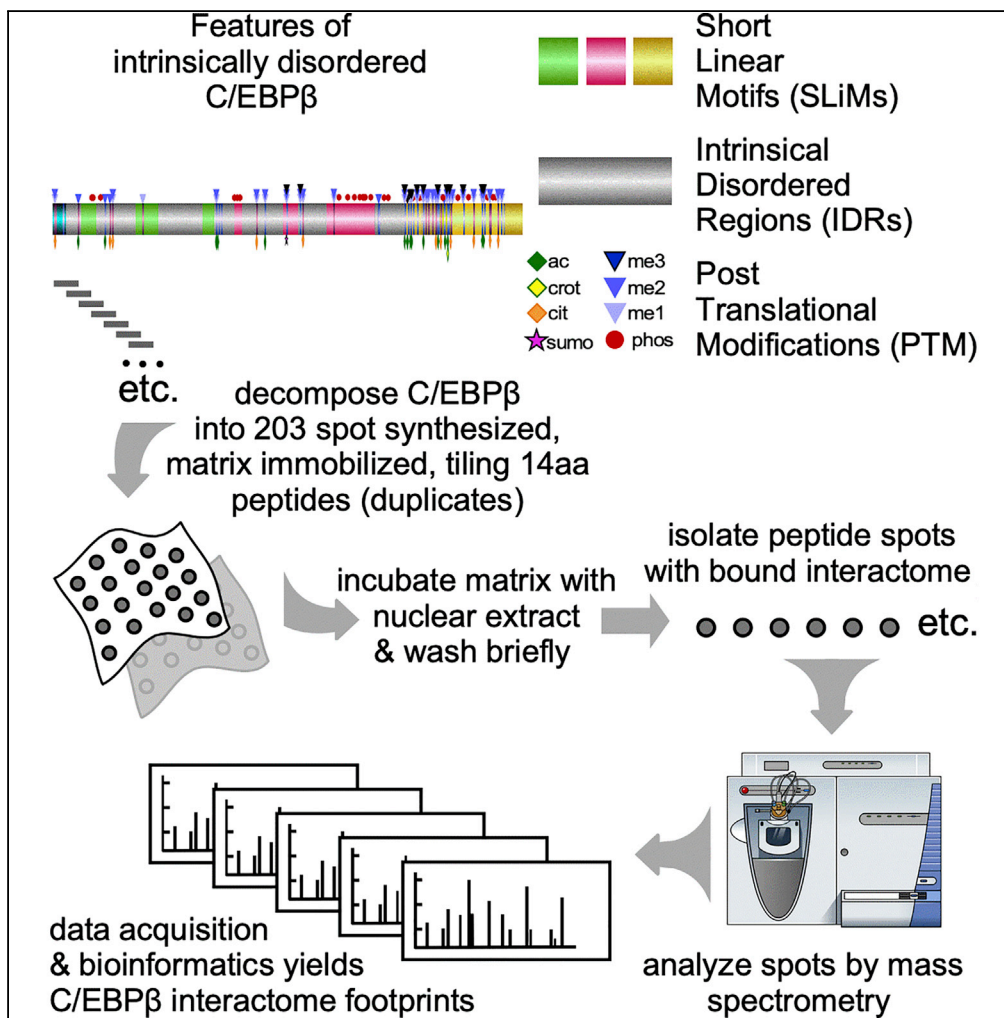 Features of
intrinsically disordered
C/EBPβ
Short
Linear
Motifs (SLiMs)
Intrinsical
Disordered
Regions (IDRs)
ac
me3
crot
me2
cit
me1
sumo
phos
Post
Translational
Modifications (PTM)
etc.
decompose C/EBPβ
into 203 spot synthesized,
matrix immobilized, tiling 14aa
peptides (duplicates)
incubate matrix with
nuclear extract
& wash briefly
isolate peptide spots
with bound interactome
etc.
analyze spots by mass
spectrometry
data acquisition
& bioinformatics yields
C/EBPβ interactome footprints